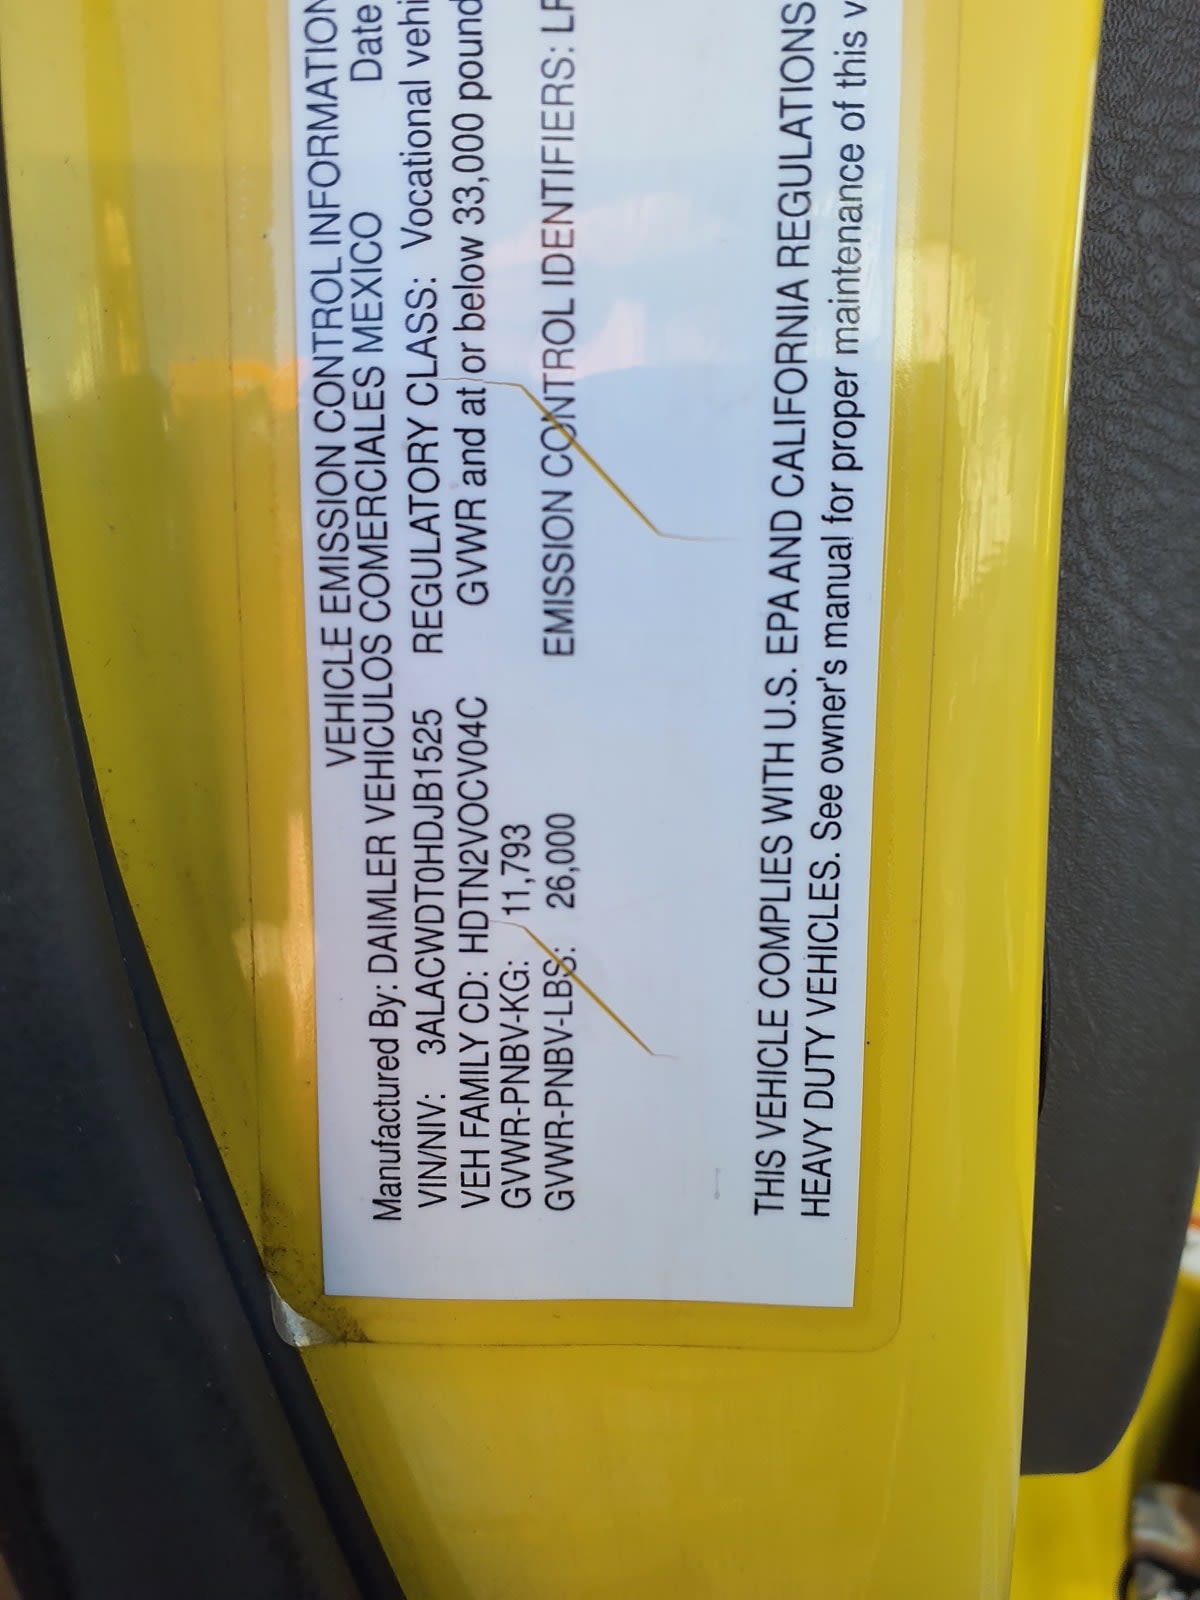 VEHICLE EMISSION CONTROL INFORMATION
Manufactured By: DAIMLER VEHICULOS COMERCIALES MEXICO Date
VIN/NIV: 3ALACWDT0HDJB1525 REGULATORY CLASS: Vocational vehi
VEH FAMILY CD: HDTN2VOCV04C GVWR and at or below 33,000 pound
GVWR-PNBV-KG: 11,793
GVWR-PNBV-LBS: 26,000 EMISSION CONTROL IDENTIFIERS:
THIS VEHICLE COMPLIES WITH U.S. EPA AND CALIFORNIA REGULATIONS
HEAVY DUTY VEHICLES. See owner's manual for proper maintenance of this v